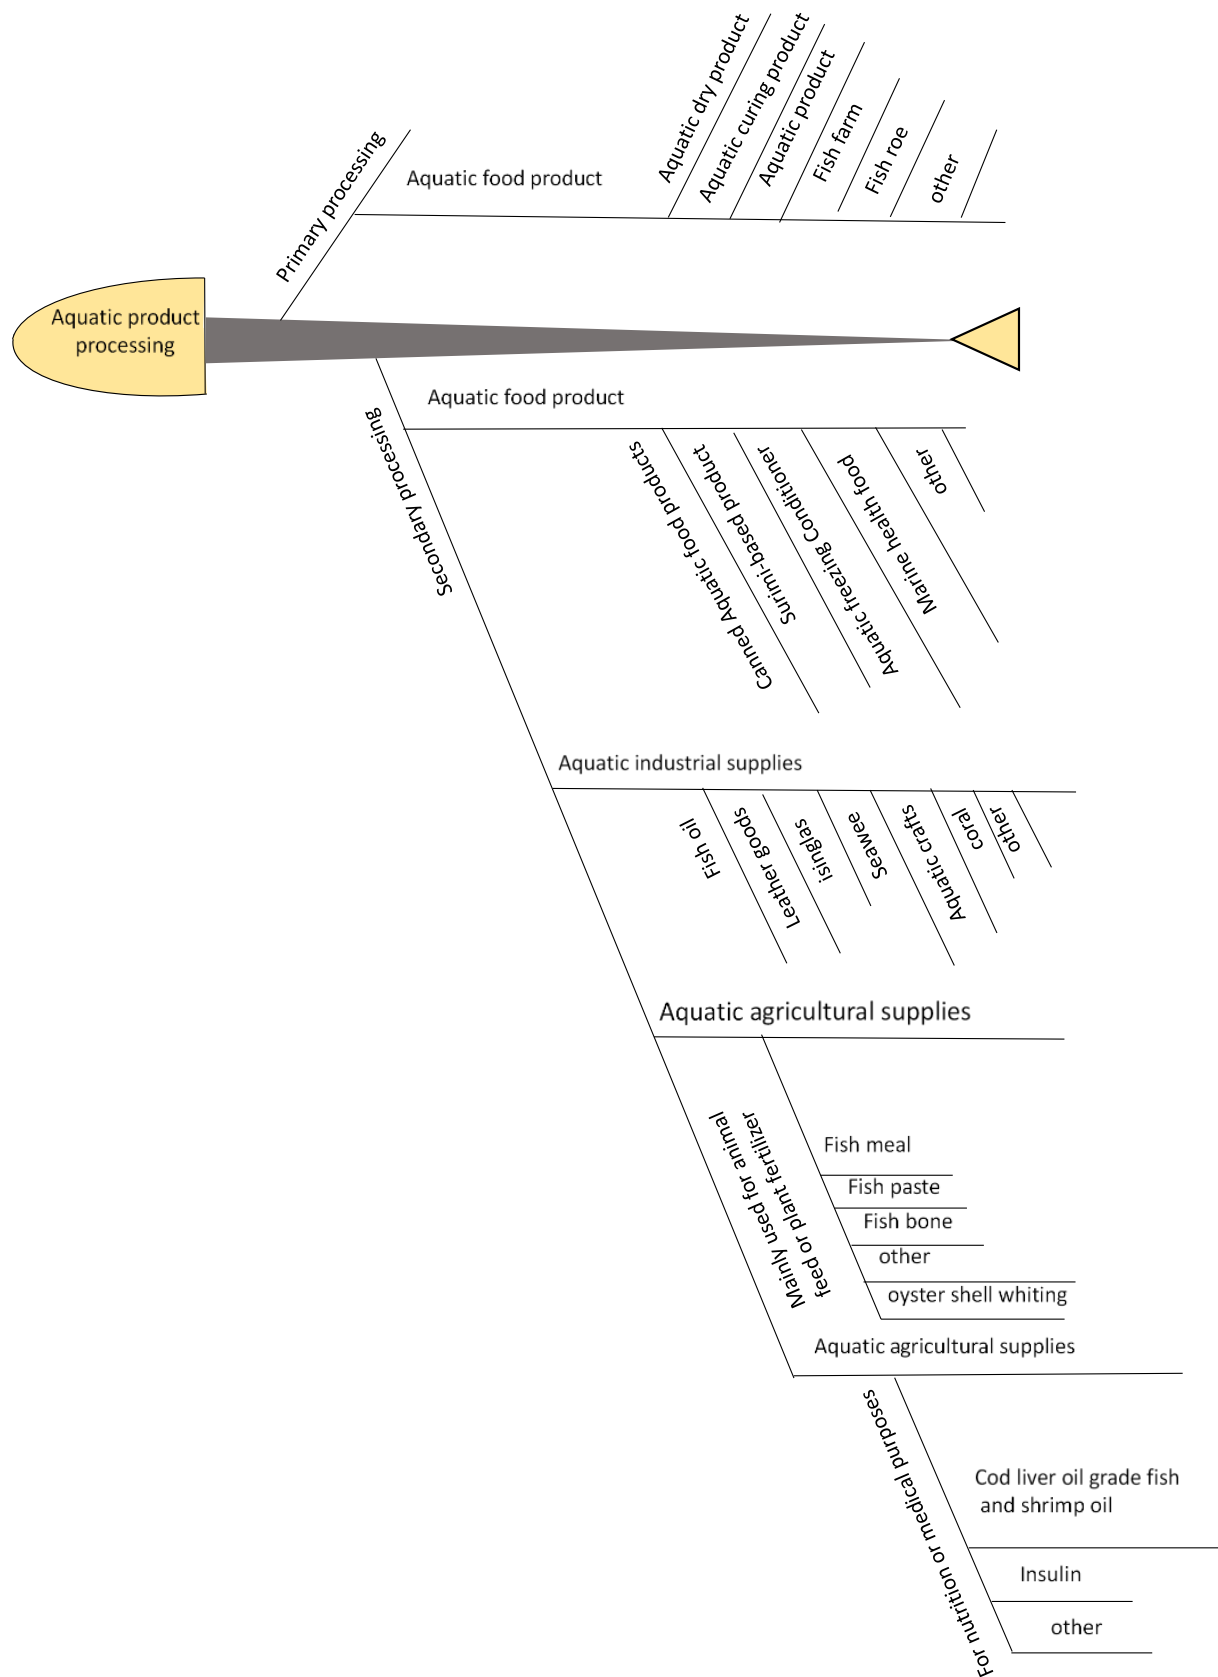 Aquatic dry product
Aquatic curing product
Aquatic product
Fish farm
Fish roe
other
Primary processing
Aquatic food product
Aquatic product
processing
Aquatic food product
Secondary processing
Canned Aquatic food products
Surimi-based product
Aquatic freezing Conditioner
Marine health food
other
Aquatic industrial supplies
Fish oil
Leather goods
isinglas
Seawee
Aquatic crafts
coral
other
Aquatic agricultural supplies
Mainly used for animal
feed or plant fertilizer
Fish meal
Fish paste
Fish bone
other
oyster shell whiting
Aquatic agricultural supplies
For nutrition or medical purposes
Cod liver oil grade fish
and shrimp oil
Insulin
other